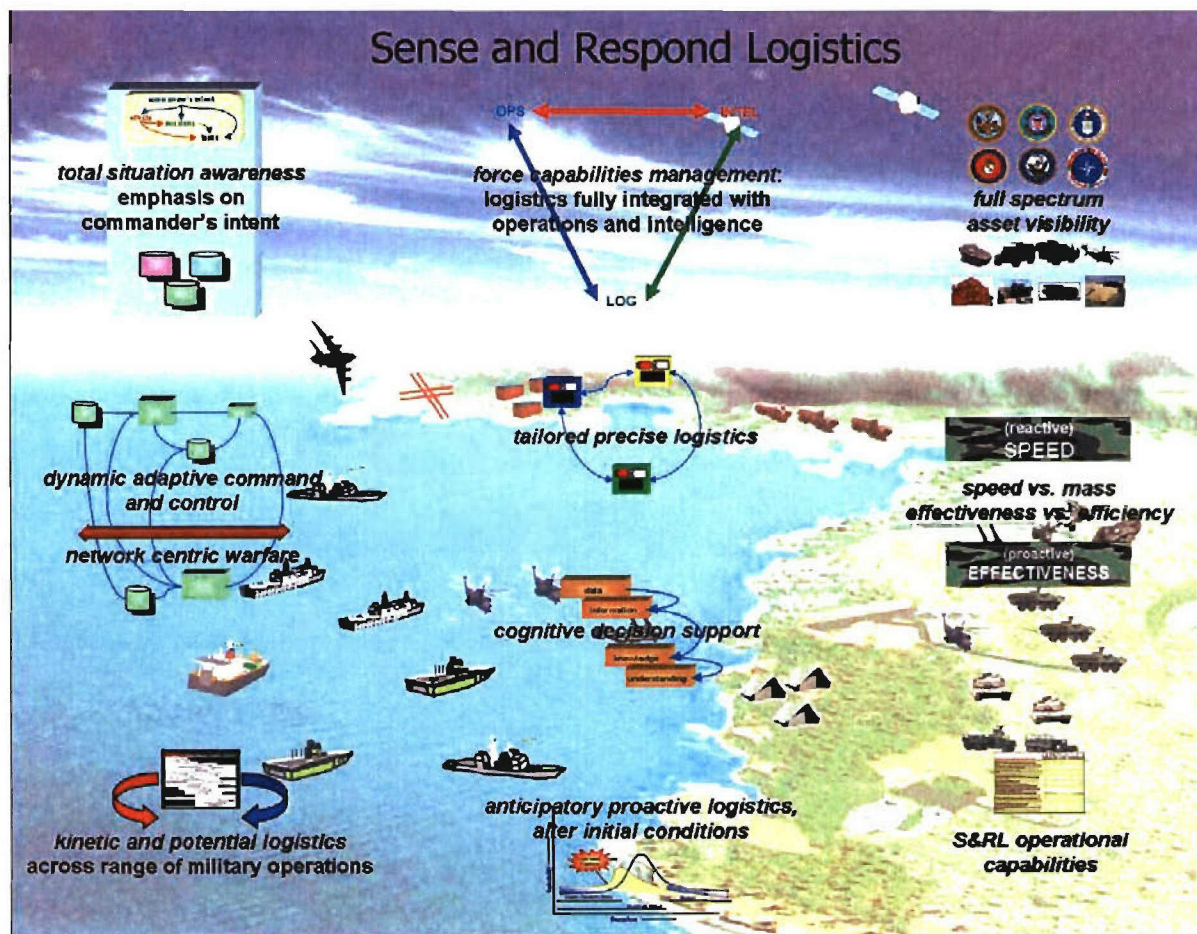 Sense and Respond Logistics
total situation awareness
emphasis on
commander's intent
OPS
INTEL
force capabilities management:
logistics fully integrated with
operations and intelligence
LOG
full spectrum
asset visibility
tailored precise logistics
dynamic adaptive command
and control
network centric warfare
(reactive)
SPEED
speed vs. mass
effectiveness vs. efficiency
(proactive)
EFFECTIVENESS
data
information
cognitive decision support
knowledge
understanding
kinetic and potential logistics
across range of military operations
anticipatory proactive logistics,
alter initial conditions
S&RL operational
capabilities